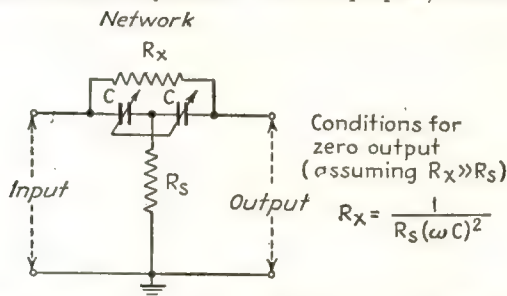 Network
Rx
C
C
Rs
Input
Output
Conditions for
zero output
(assuming Rx>>Rs)
Rx = 1 / Rs(ωC)²